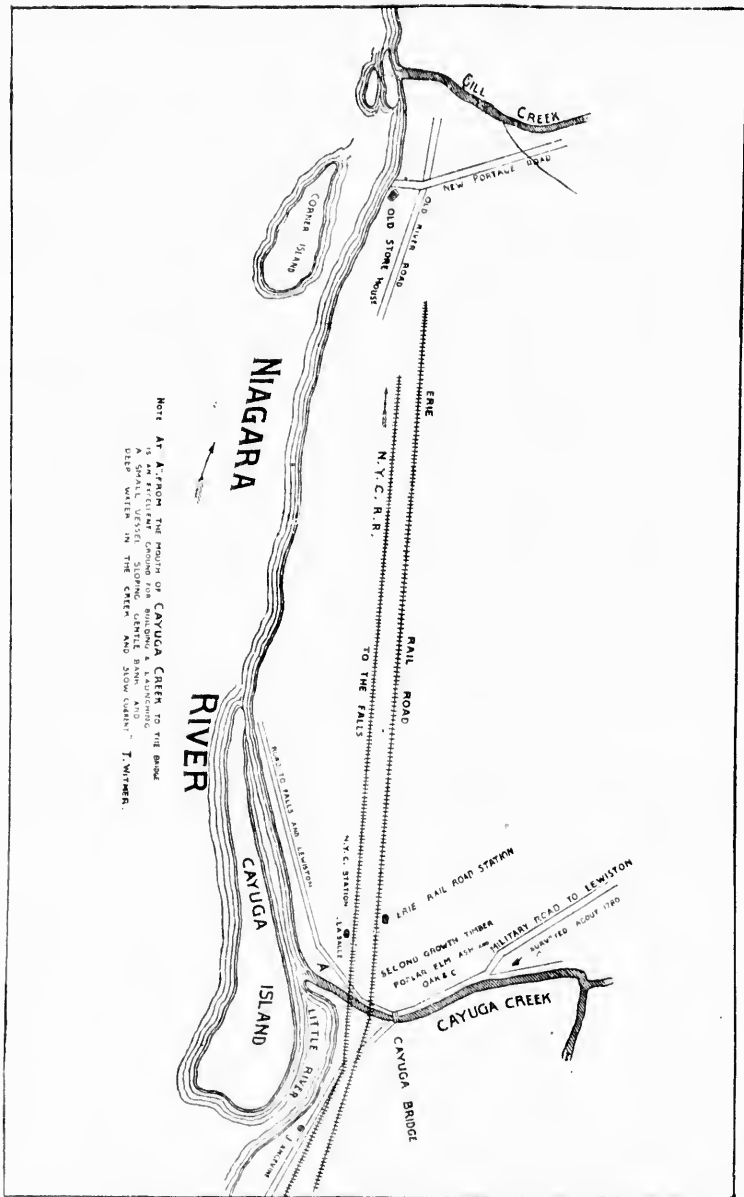 GILL CREEK
NEW PORTAGE ROAD
OLD RIVER ROAD
OLD STORE HOUSE
CONNER ISLAND
NIAGARA
RIVER
ERIE RAIL ROAD
N.Y.C. R.R. TO THE FALLS
NOTE AT "A". FROM THE MOUTH OF CAYUGA CREEK TO THE BRIDGE
IS AN EXCELLENT GROUND FOR BUILDING & LAUNCHING
A SMALL VESSEL SLOPING GENTLE BANK AND
DEEP WATER IN THE CREEK AND SLOW CURRENT" T. WITMER.
ROAD TO FALLS AND LEWISTON
N.Y.C. STATION
LA SALLE
ERIE RAIL ROAD STATION
SECOND GROWTH TIMBER
POPLAR ELM ASH AND
OAK & C
MILITARY ROAD TO LEWISTON
SURVEYED ABOUT 1780
A
CAYUGA CREEK
CAYUGA BRIDGE
CAYUGA ISLAND
LITTLE RIVER